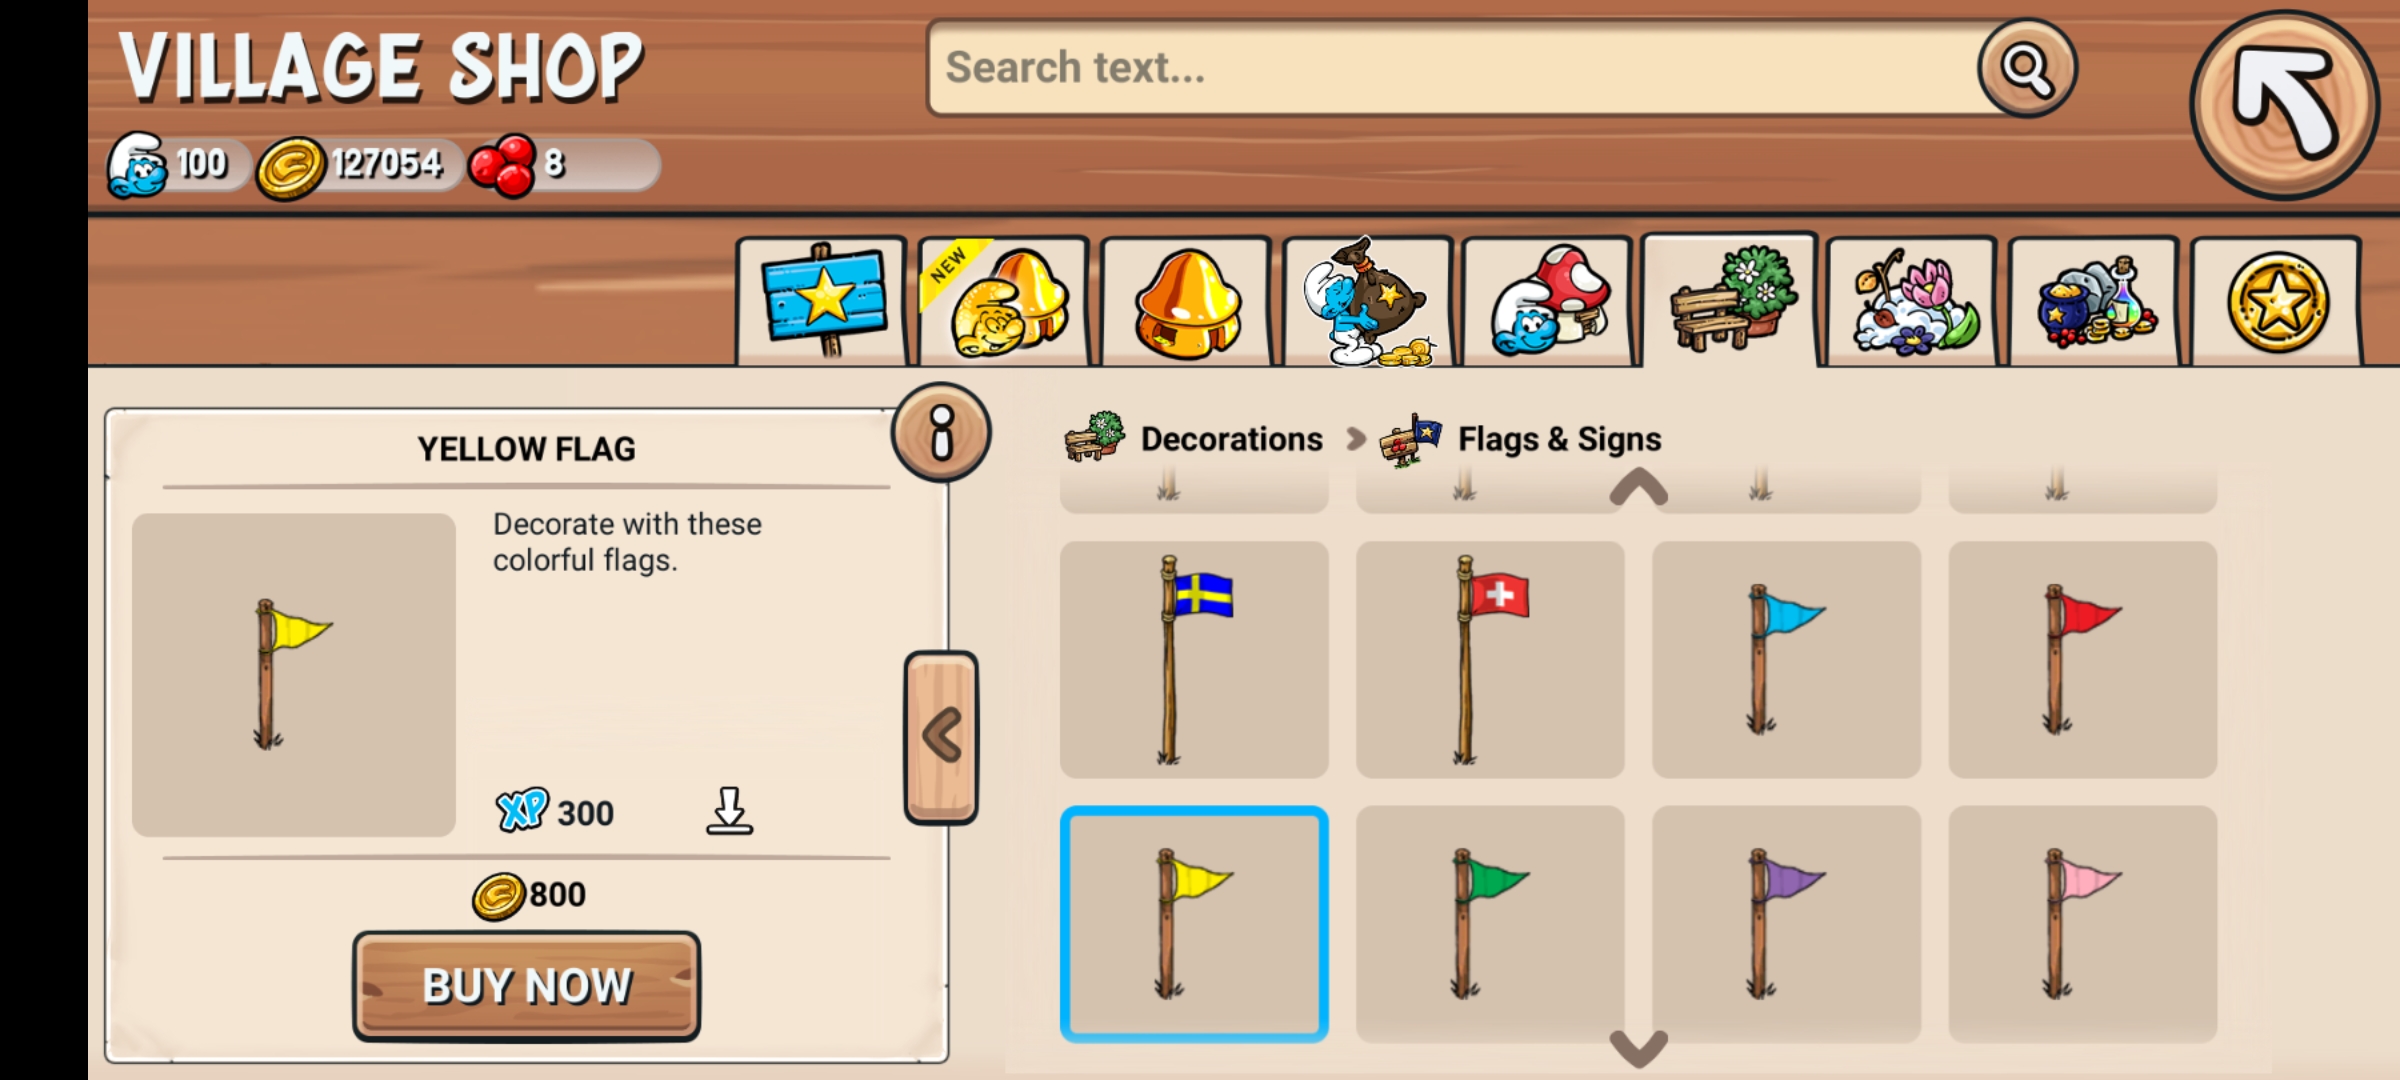 VILLAGE SHOP
Search text...
100
127054
8
NEW
YELLOW FLAG
Decorate with these
colorful flags.
XP 300
800
BUY NOW
Decorations
Flags & Signs